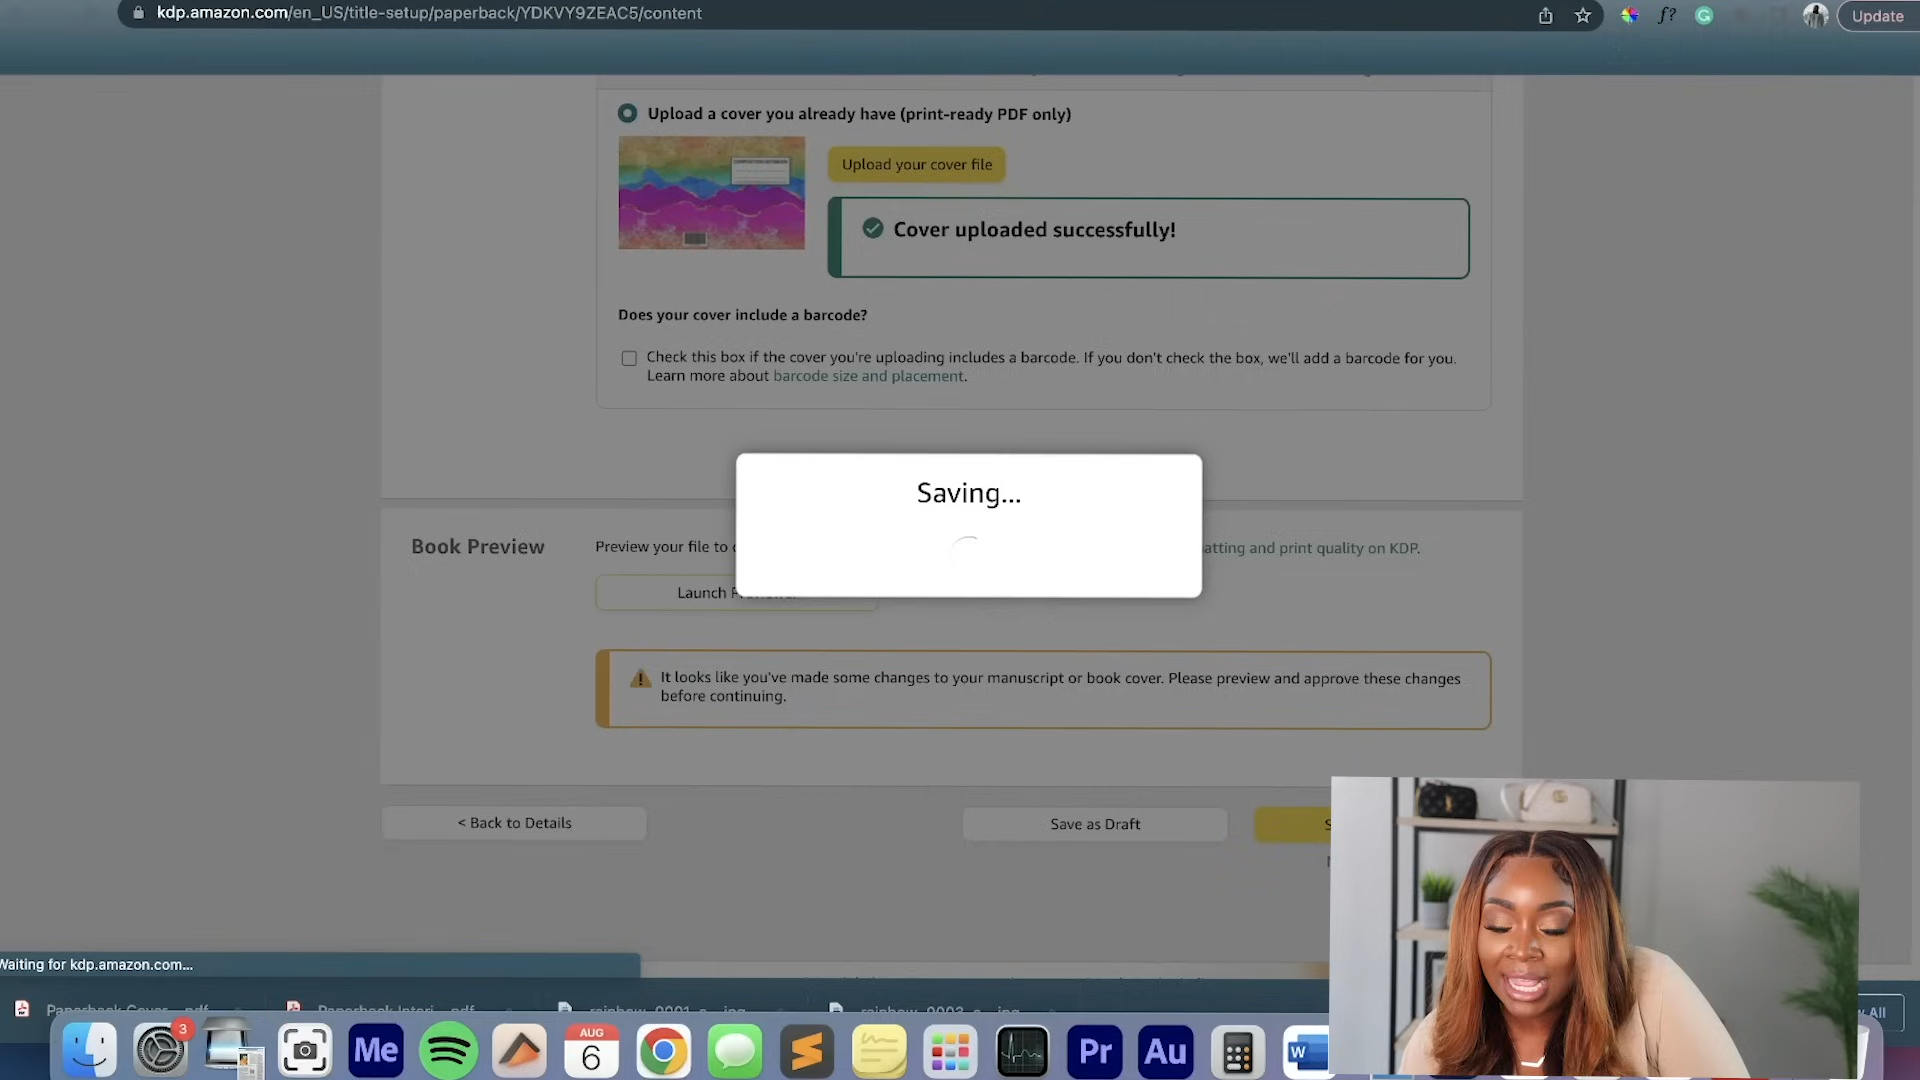 kdp.amazon.com/en_US/title-setup/paperback/YDKVY9ZEAC5/content
f?
Update
Upload a cover you already have (print-ready PDF only)
Upload your cover file
Cover uploaded successfully!
Does your cover include a barcode?
Check this box if the cover you're uploading includes a barcode. If you don't check the box, we'll add a barcode for you.
Learn more about barcode size and placement.
Saving...
Book Preview
Preview your file to
atting and print quality on KDP.
Launch
It looks like you've made some changes to your manuscript or book cover. Please preview and approve these changes
before continuing.
< Back to Details
Save as Draft
S
Waiting for kdp.amazon.com...
All
3
Me
AUG
6
Pr
Au
W